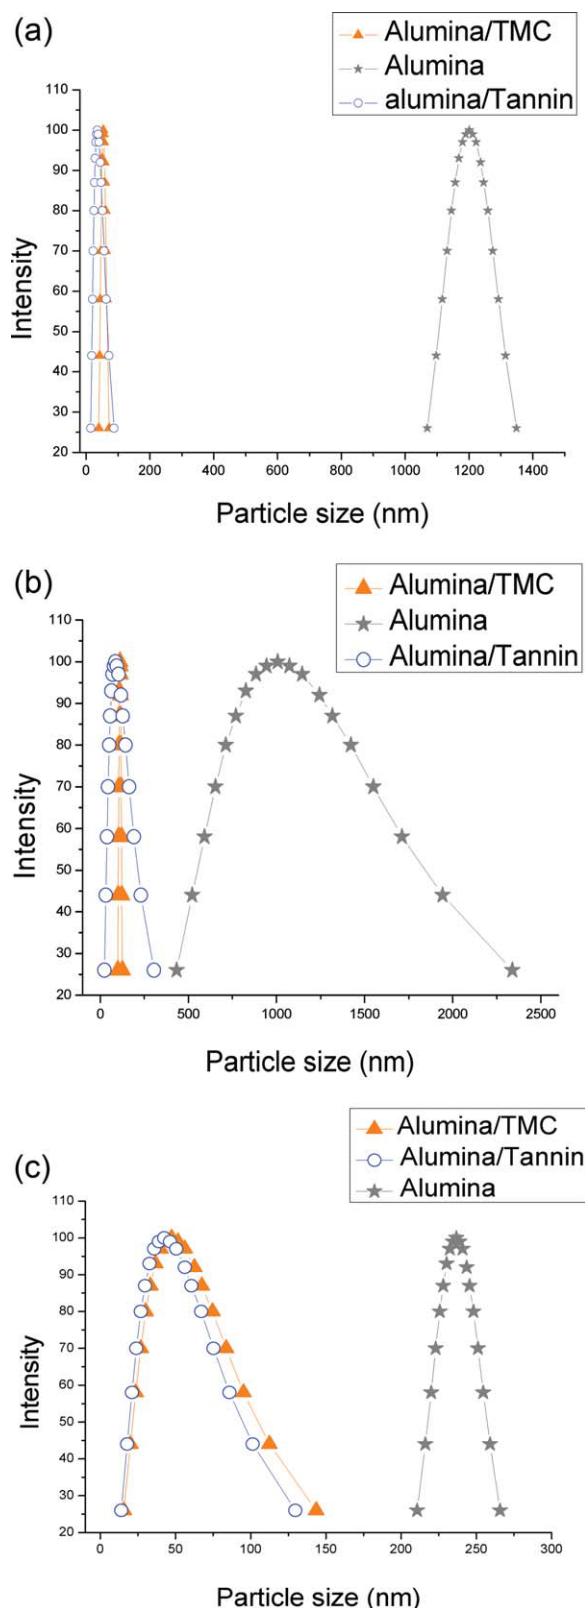 (a)
Alumina/TMC
Alumina
alumina/Tannin
110
100
90
80
70
60
50
40
30
20
Intensity
0 200 400 600 800 1000 1200 1400
Particle size (nm)
(b)
Alumina/TMC
Alumina
Alumina/Tannin
110
100
90
80
70
60
50
40
30
20
Intensity
0 500 1000 1500 2000 2500
Particle size (nm)
(c)
Alumina/TMC
Alumina/Tannin
Alumina
110
100
90
80
70
60
50
40
30
20
Intensity
0 50 100 150 200 250 300
Particle size (nm)